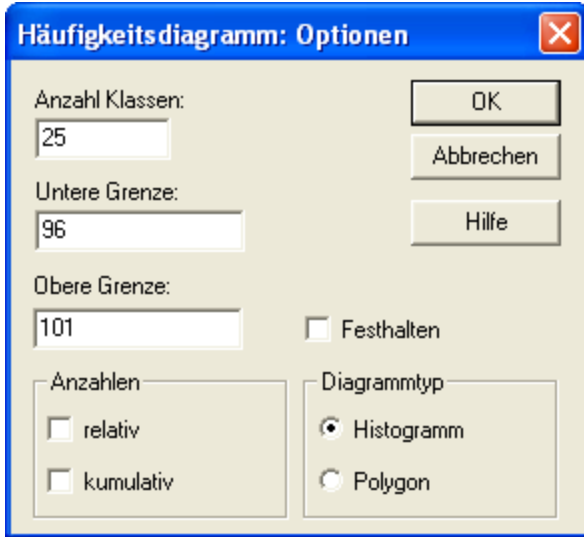 Häufigkeitsdiagramm: Optionen
Anzahl Klassen:
25
OK
Abbrechen
Untere Grenze:
96
Hilfe
Obere Grenze:
101
Festhalten
Anzahlen
relativ
kumulativ
Diagrammtyp
Histogramm
Polygon